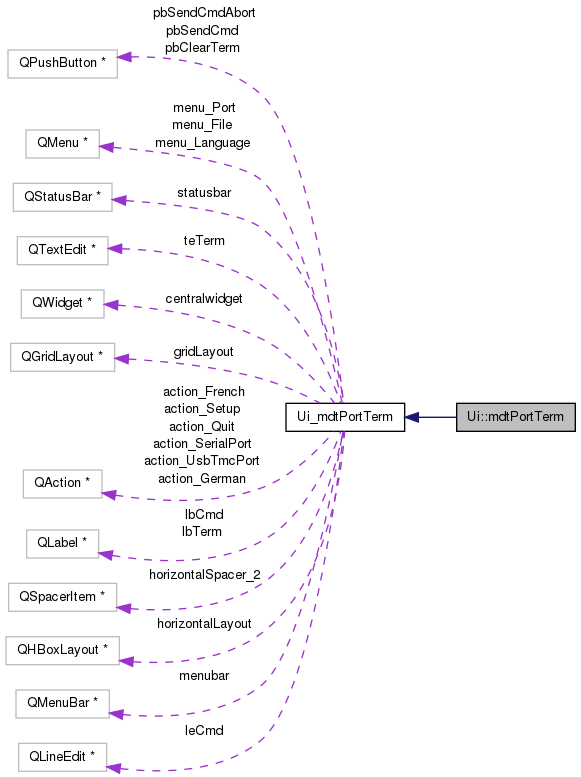 pbSendCmdAbort
pbSendCmd
pbClearTerm
QPushButton *
menu_Port
menu_File
menu_Language
QMenu *
statusbar
QStatusBar *
teTerm
QTextEdit *
centralwidget
QWidget *
gridLayout
QGridLayout *
action_French
action_Setup
action_Quit
action_SerialPort
action_UsbTmcPort
action_German
QAction *
Ui_mdtPortTerm
Ui::mdtPortTerm
lbCmd
lbTerm
QLabel *
horizontalSpacer_2
QSpacerItem *
horizontalLayout
QHBoxLayout *
menubar
QMenuBar *
leCmd
QLineEdit *